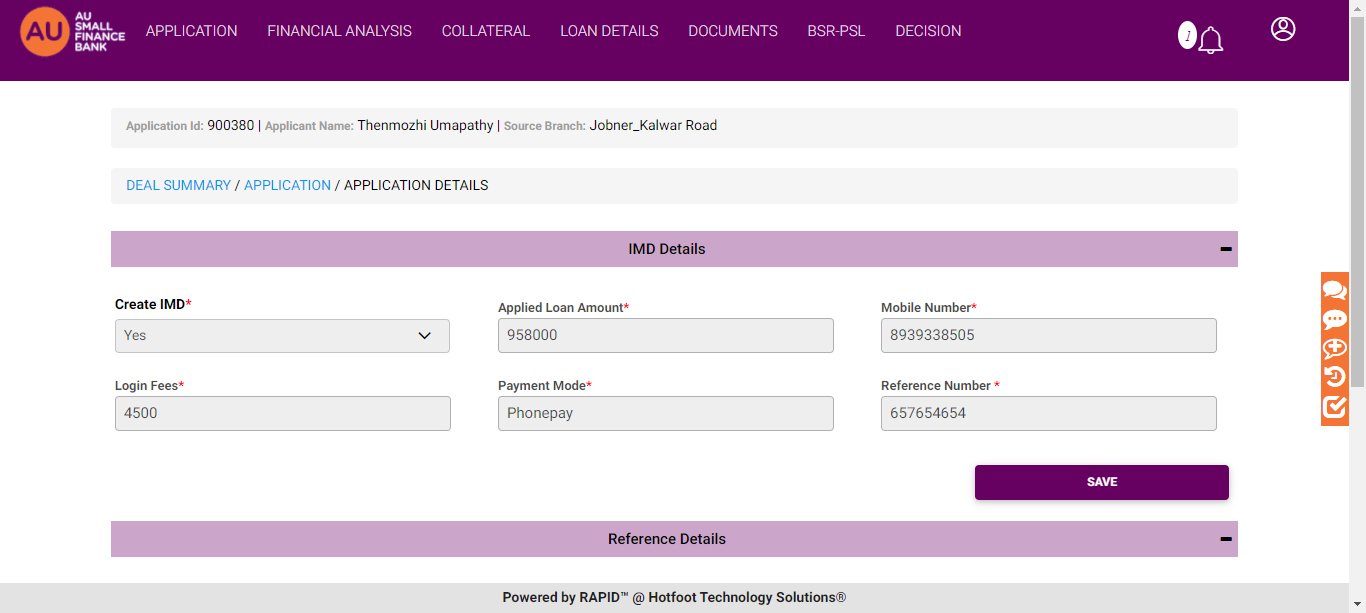 AU
AU
SMALL
FINANCE
BANK
APPLICATION FINANCIAL ANALYSIS COLLATERAL LOAN DETAILS DOCUMENTS BSR-PSL DECISION
1
Application Id: 900380 | Applicant Name: Thenmozhi Umapathy | Source Branch: Jobner_Kalwar Road
DEAL SUMMARY / APPLICATION / APPLICATION DETAILS
IMD Details
Create IMD* Applied Loan Amount* Mobile Number*
Yes 958000 8939338505
Login Fees* Payment Mode* Reference Number *
4500 Phonepay 657654654
SAVE
Reference Details
Powered by RAPID™ @ Hotfoot Technology Solutions®